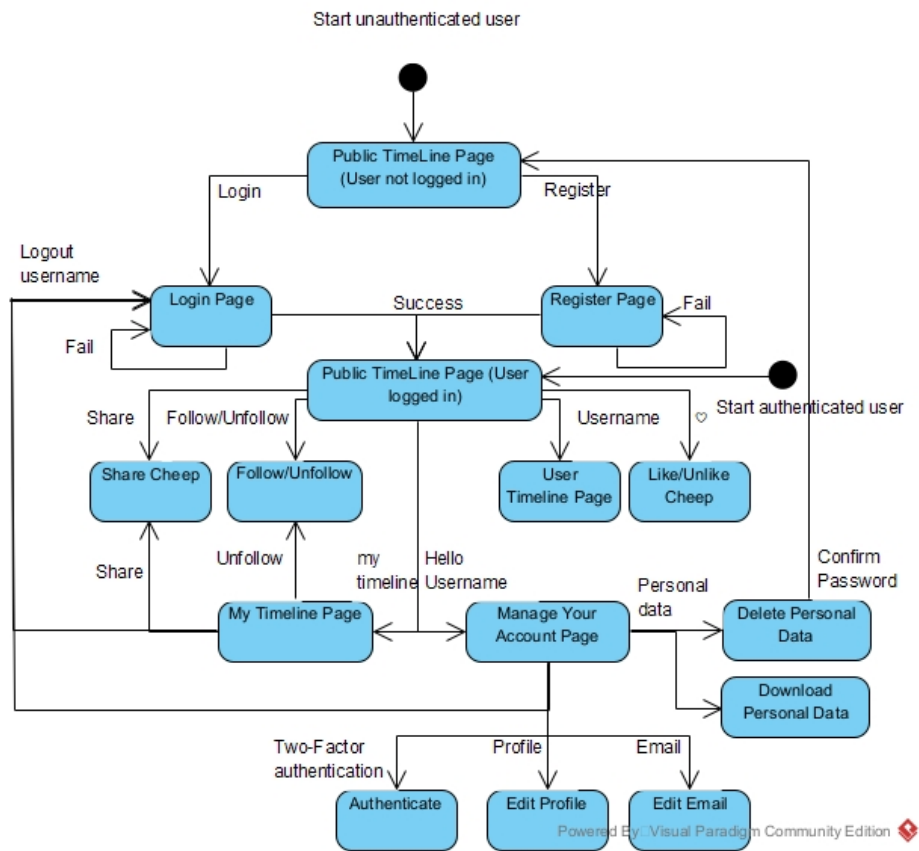 Start unauthenticated user
Public TimeLine Page
(User not logged in)
Login
Register
Logout
username
Login Page
Success
Register Page
Fail
Fail
Public TimeLine Page (User
logged in)
Start authenticated user
Share
Follow/Unfollow
Username
♡
Share Cheep
Follow/Unfollow
User
Timeline Page
Like/Unlike
Cheep
Share
Unfollow
my
timeline
Hello
Username
Confirm
Password
Personal
data
My Timeline Page
Manage Your
Account Page
Delete Personal
Data
Download
Personal Data
Two-Factor
authentication
Profile
Email
Authenticate
Edit Profile
Edit Email
Powered By Visual Paradigm Community Edition